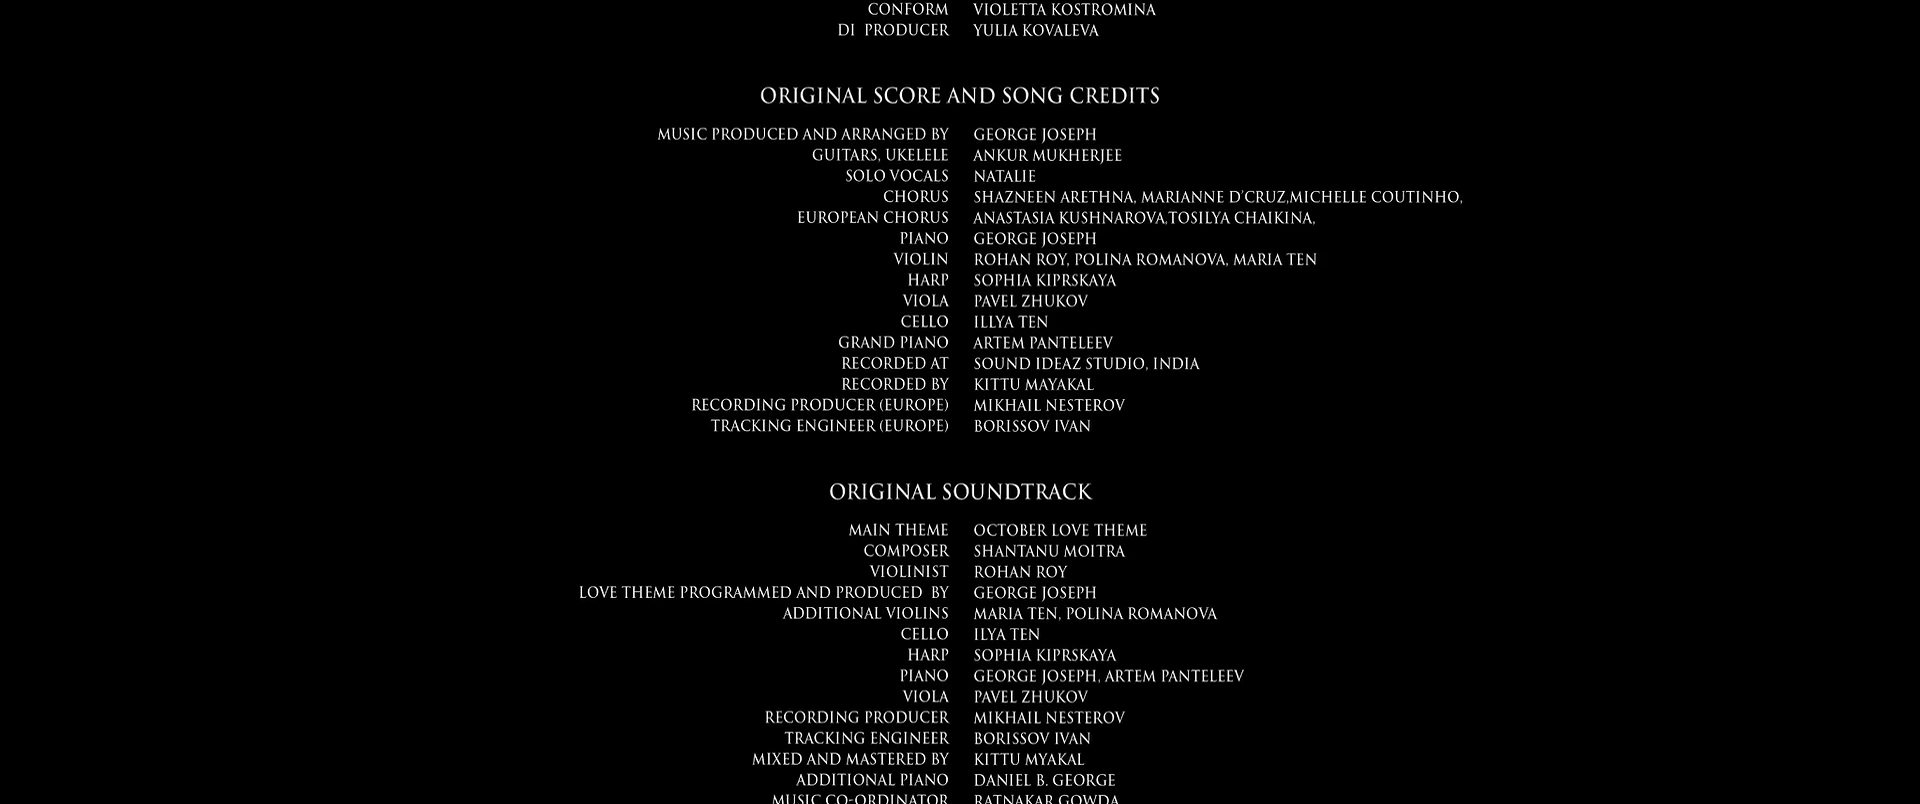 CONFORM VIOLETTA KOSTROMINA
DI PRODUCER YULIA KOVALEVA
ORIGINAL SCORE AND SONG CREDITS
MUSIC PRODUCED AND ARRANGED BY GEORGE JOSEPH
GUITARS, UKELELE ANKUR MUKHERJEE
SOLO VOCALS NATALIE
CHORUS SHAZNEEN ARETHNA, MARIANNE D'CRUZ,MICHELLE COUTINHO,
EUROPEAN CHORUS ANASTASIA KUSHNAROVA,TOSILYA CHAIKINA,
PIANO GEORGE JOSEPH
VIOLIN ROHAN ROY, POLINA ROMANOVA, MARIA TEN
HARP SOPHIA KIPRSKAYA
VIOLA PAVEL ZHUKOV
CELLO ILLYA TEN
GRAND PIANO ARTEM PANTELEEV
RECORDED AT SOUND IDEAZ STUDIO, INDIA
RECORDED BY KITTU MAYAKAL
RECORDING PRODUCER (EUROPE) MIKHAIL NESTEROV
TRACKING ENGINEER (EUROPE) BORISSOV IVAN
ORIGINAL SOUNDTRACK
MAIN THEME OCTOBER LOVE THEME
COMPOSER SHANTANU MOITRA
VIOLINIST ROHAN ROY
LOVE THEME PROGRAMMED AND PRODUCED BY GEORGE JOSEPH
ADDITIONAL VIOLINS MARIA TEN, POLINA ROMANOVA
CELLO ILYA TEN
HARP SOPHIA KIPRSKAYA
PIANO GEORGE JOSEPH, ARTEM PANTELEEV
VIOLA PAVEL ZHUKOV
RECORDING PRODUCER MIKHAIL NESTEROV
TRACKING ENGINEER BORISSOV IVAN
MIXED AND MASTERED BY KITTU MYAKAL
ADDITIONAL PIANO DANIEL B. GEORGE
MUSIC CO-ORDINATOR RATNAKAR GOWDA